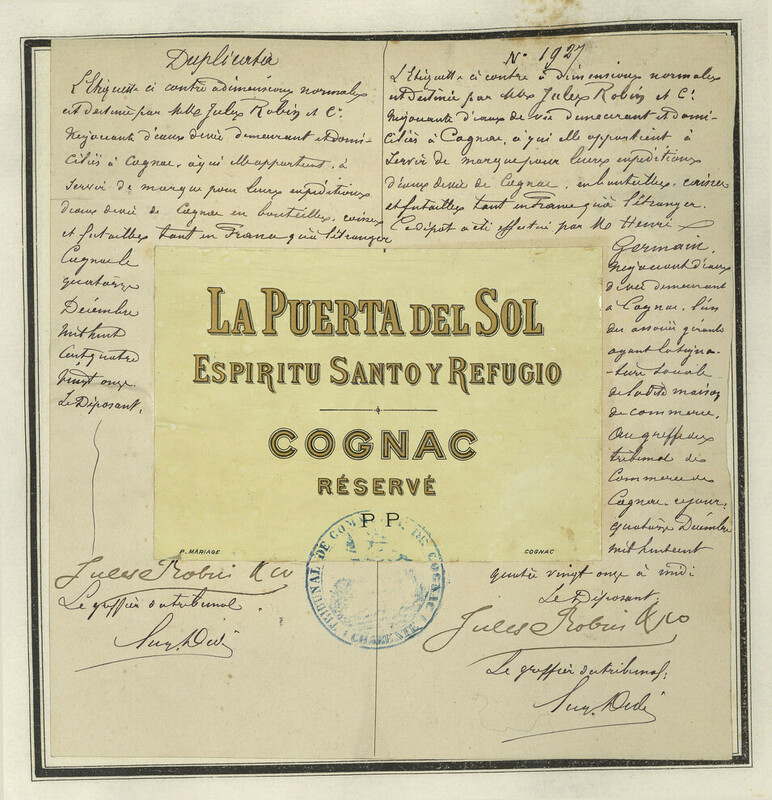 Duplicata
L'Etiquette ci contre à dimensions normales
est destinée par MMrs Jules Robin et Cie
Négociants d'eaux de vie demeurant et domi-
ciliés à Cognac, à qui elle appartient, à
servir de marque pour leurs expéditions
d'eaux de vie de Cognac en bouteilles, caisses
et futailles tant en France qu'à l'étranger
Cognac le
quatorze
Décembre
mil huit
cent quatre
vingt onze
Le Déposant.
Jules Robin & Co
Le greffier du tribunal.
No 1927
L'Etiquette ci contre à dimensions normales
est destinée par MMrs Jules Robin et Cie
Négociants d'eaux de vie demeurant et domi-
ciliés à Cognac, à qui elle appartient à
servir de marque pour leurs expéditions
d'eaux de vie de Cognac, en bouteilles, caisses
et futailles tant en France qu'à l'étranger.
Ce dépôt a été effectué par Mr Henri
Germain,
négociant d'eaux
de vie demeurant
à Cognac, l'un
des associés gérants
ayant la signa-
-ture sociale
de la dite maison
de commerce.
Au greffe du
tribunal de
Commerce de
Cognac, ce jour,
quatorze Décembre
mil huit cent
quatre vingt onze à midi
Le Déposant.
Jules Robin & Co
Le greffier du tribunal:
LA PUERTA DEL SOL
ESPIRITU SANTO Y REFUGIO
COGNAC
RÉSERVÉ
P P
P. MARIAGE
COGNAC
TRIBUNAL DE COMMERCE DE COGNAC
CHARENTE